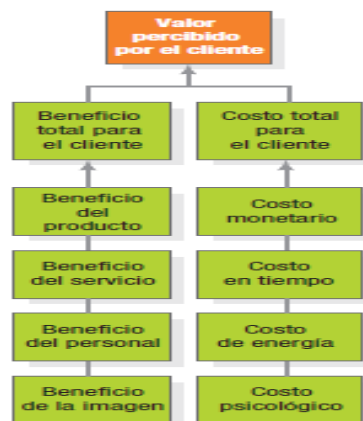 Valor
percibido
por el cliente
Beneficio
total para
el cliente
Costo total
para
el cliente
Beneficio
del
producto
Costo
monetario
Beneficio
del servicio
Costo
en tiempo
Beneficio
del personal
Costo
de energía
Beneficio
de la imagen
Costo
psicológico